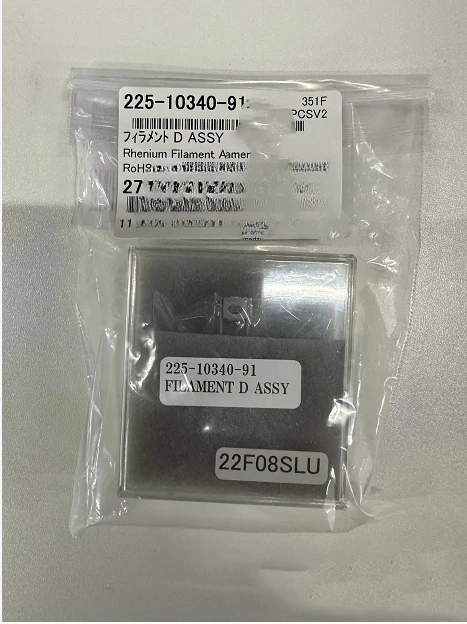 225-10340-91
351F
PCSV2
フィラメント D ASSY
Rhenium Filament
27
11
225-10340-91
FILAMENT D ASSY
22F08SLU